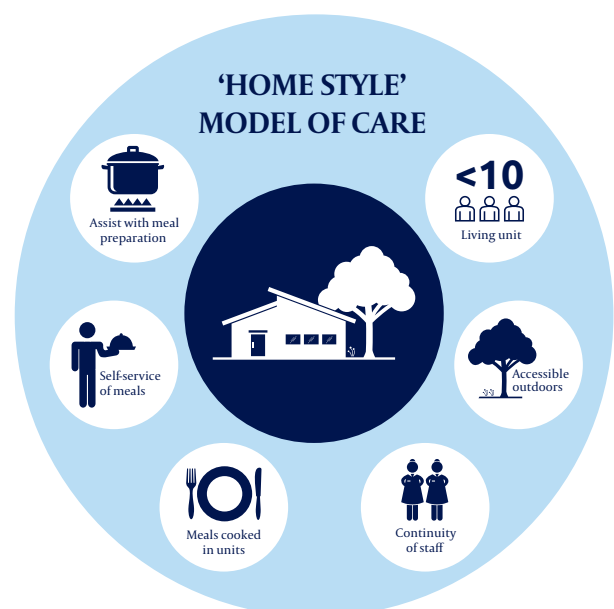 ‘HOME STYLE’
MODEL OF CARE
Assist with meal
preparation
<10
Living unit
Self-service
of meals
Accessible
outdoors
Meals cooked
in units
Continuity
of staff